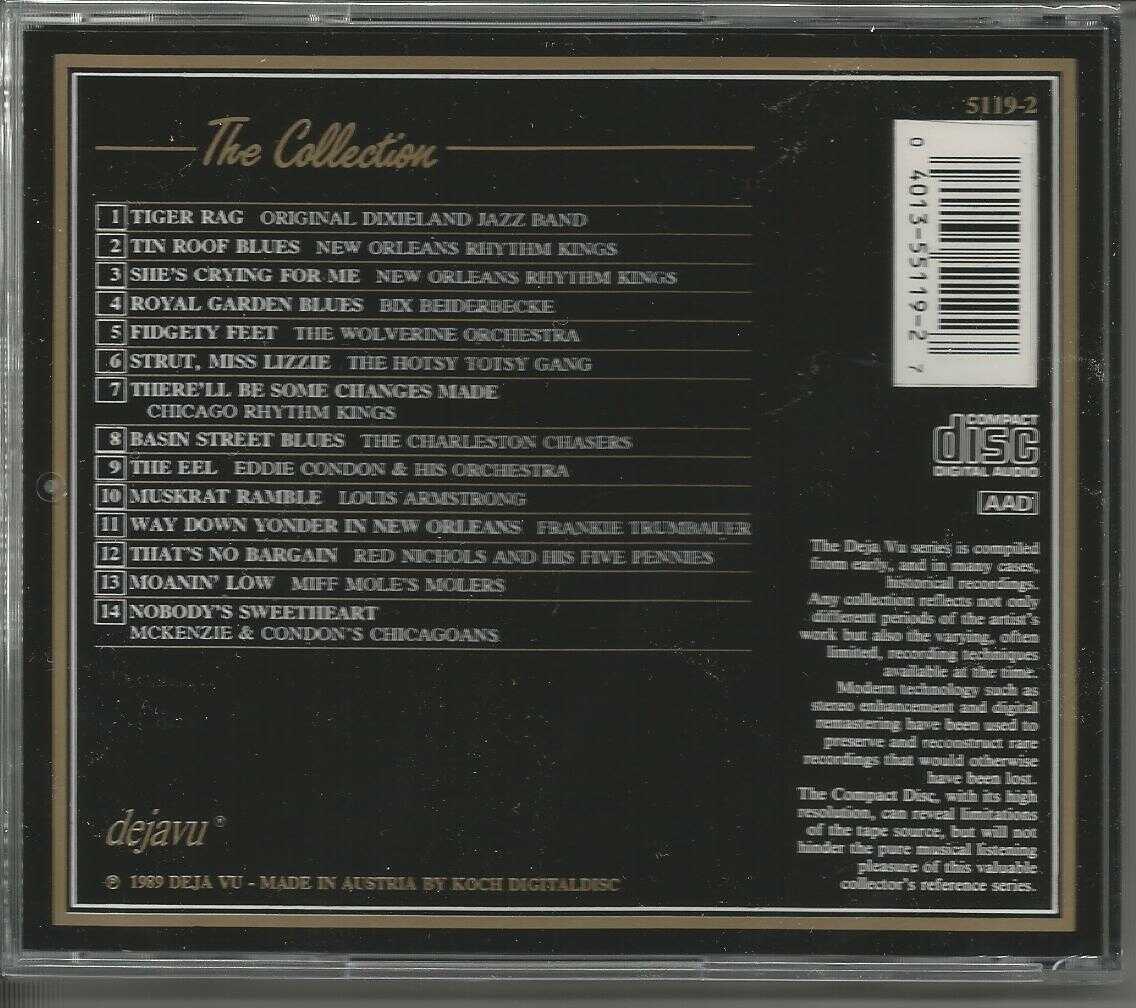 5119-2
The Collection
0 4013-55119-2 7
1 TIGER RAG ORIGINAL DIXIELAND JAZZ BAND
2 TIN ROOF BLUES NEW ORLEANS RHYTHM KINGS
3 SHE'S CRYING FOR ME NEW ORLEANS RHYTHM KINGS
4 ROYAL GARDEN BLUES BIX BEIDERBECKE
5 FIDGETY FEET THE WOLVERINE ORCHESTRA
6 STRUT, MISS LIZZIE THE HOTSY TOTSY GANG
7 THERE'LL BE SOME CHANGES MADE
CHICAGO RHYTHM KINGS
8 BASIN STREET BLUES THE CHARLESTON CHASERS
9 THE EEL EDDIE CONDON & HIS ORCHESTRA
10 MUSKRAT RAMBLE LOUIS ARMSTRONG
11 WAY DOWN YONDER IN NEW ORLEANS FRANKIE TRUMBAUER
12 THAT'S NO BARGAIN RED NICHOLS AND HIS FIVE PENNIES
13 MOANIN' LOW MIFF MOLE'S MOLERS
14 NOBODY'S SWEETHEART
MCKENZIE & CONDON'S CHICAGOANS
COMPACT
disc
DIGITAL AUDIO
AAD
The Deja Vu series is compiled
from early, and in many cases,
historical recordings.
Any collection reflects not only
different periods of the artist's
work but also the varying, often
limited, recording techniques
available at the time.
Modern technology such as
stereo enhancement and digital
remastering have been used to
preserve and reconstruct rare
recordings that would otherwise
have been lost.
The Compact Disc, with its high
resolution, can reveal limitations
of the tape source, but will not
hinder the pure musical listening
pleasure of this valuable
collector's reference series.
dejavu ®
℗ 1989 DEJA VU - MADE IN AUSTRIA BY KOCH DIGITALDISC